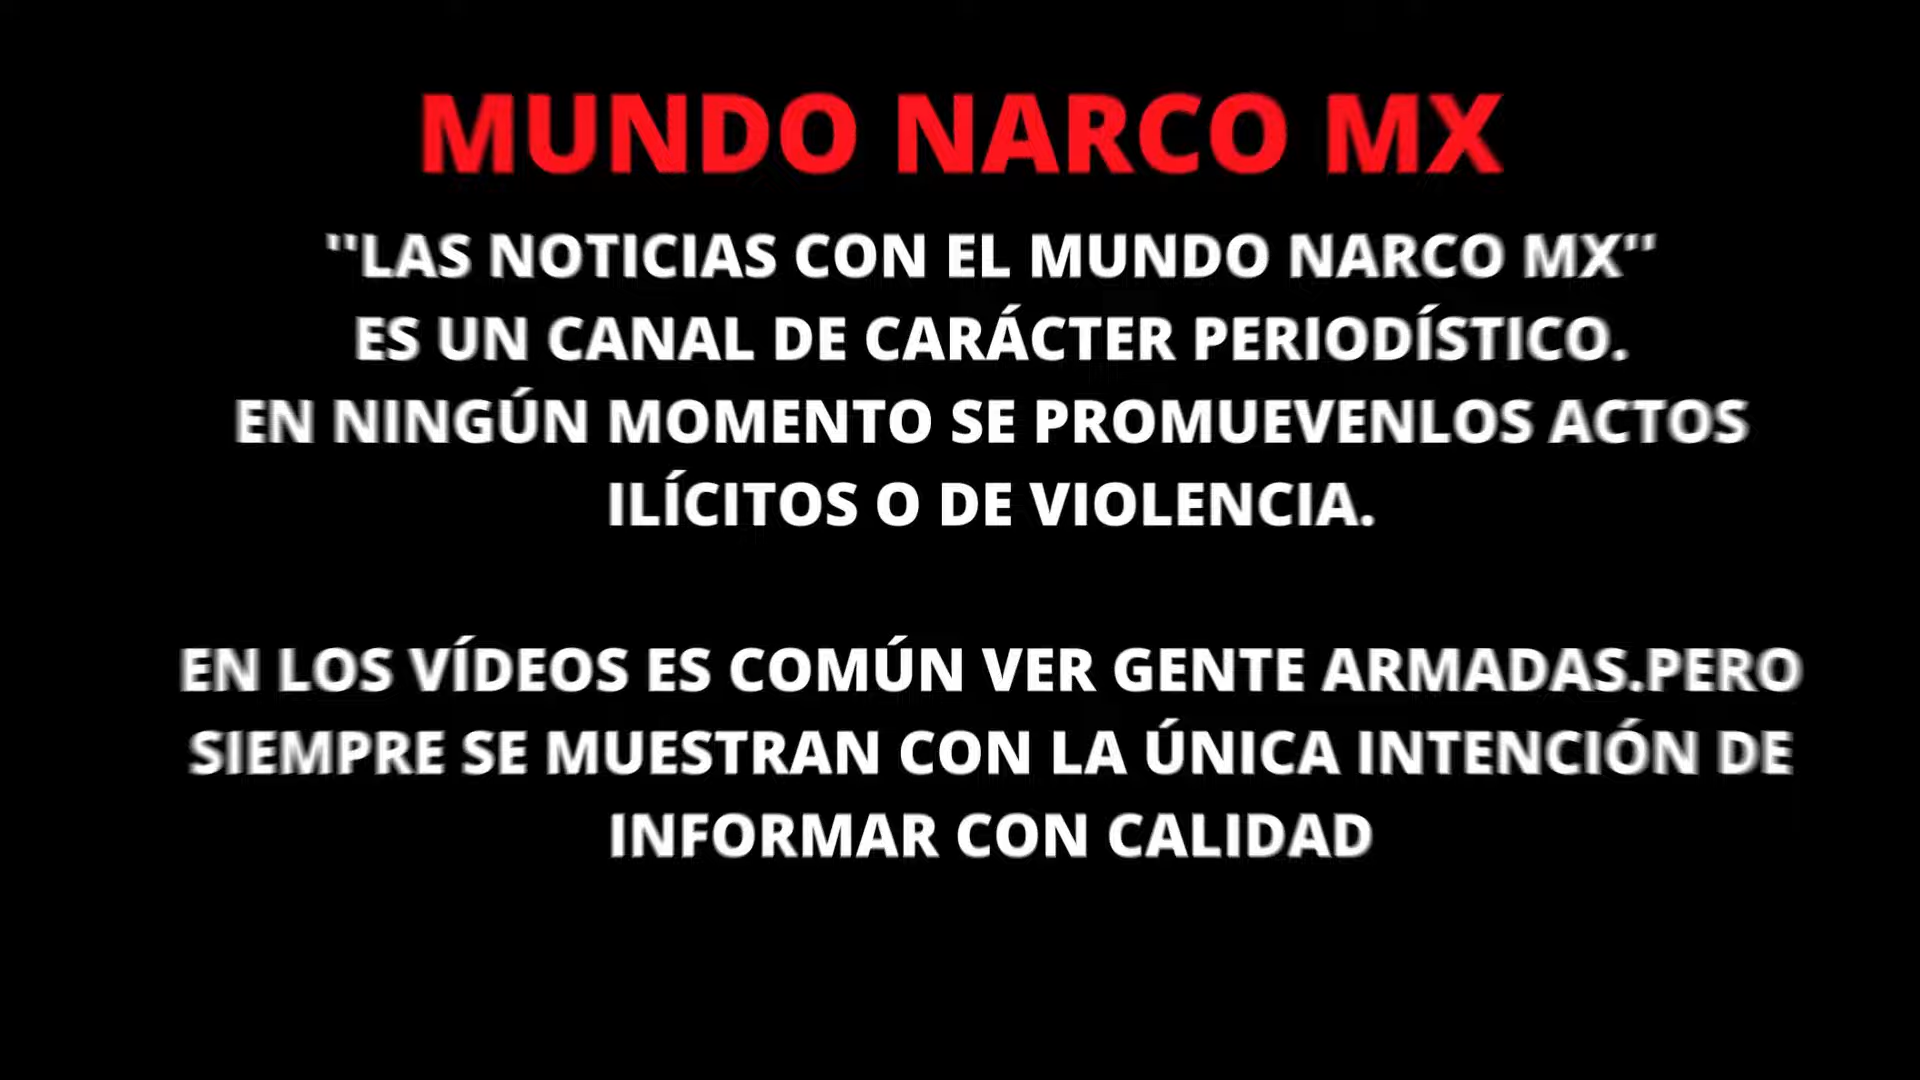 MUNDO NARCO MX
"LAS NOTICIAS CON EL MUNDO NARCO MX"
ES UN CANAL DE CARÁCTER PERIODÍSTICO.
EN NINGÚN MOMENTO SE PROMUEVENLOS ACTOS
ILÍCITOS O DE VIOLENCIA.
EN LOS VÍDEOS ES COMÚN VER GENTE ARMADAS.PERO
SIEMPRE SE MUESTRAN CON LA ÚNICA INTENCIÓN DE
INFORMAR CON CALIDAD